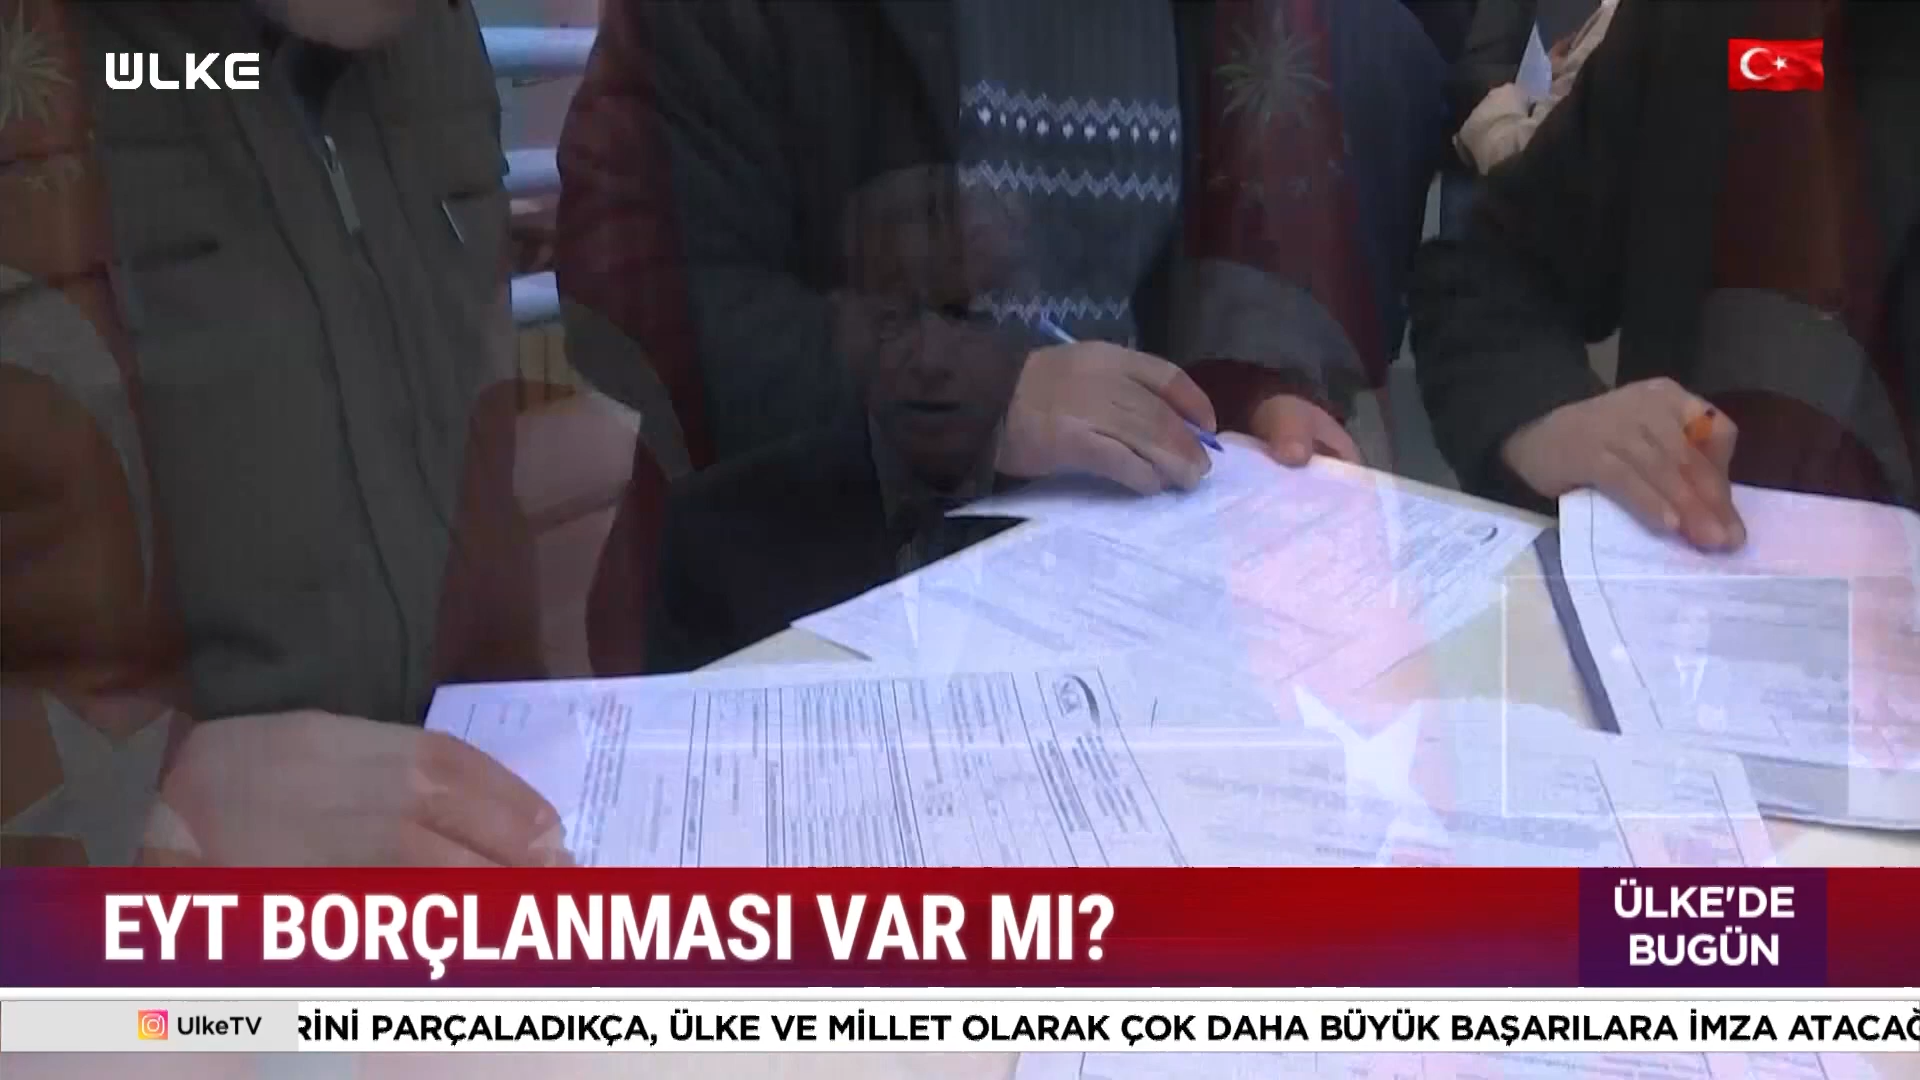 ULKE
EYT BORÇLANMASI VAR MI?
ÜLKE'DE
BUGÜN
UlkeTV
RİNİ PARÇALADIKÇA, ÜLKE VE MİLLET OLARAK ÇOK DAHA BÜYÜK BAŞARILARA İMZA ATACAĞ